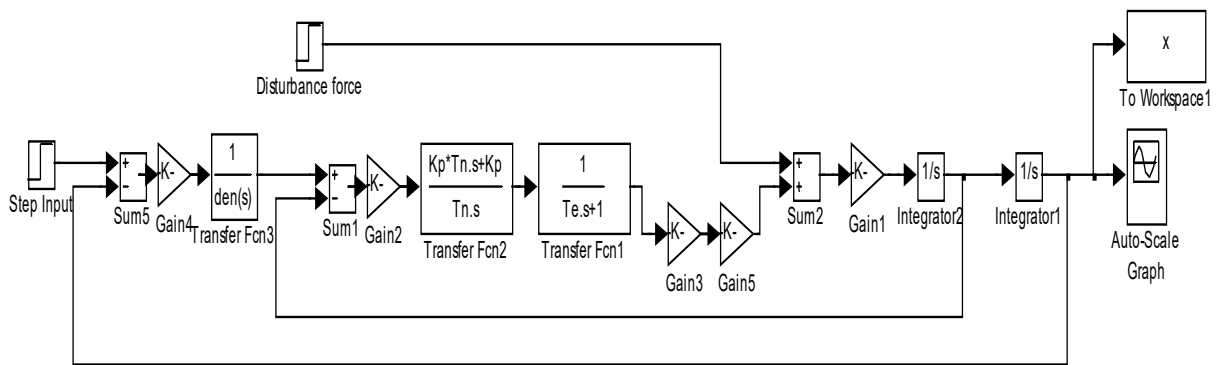 x
To Workspace1
Disturbance force
Step Input
+
−
Sum5
-K-
Gain4
1
den(s)
Transfer Fcn3
+
−
Sum1
-K-
Gain2
Kp*Tn.s+Kp
Tn.s
Transfer Fcn2
1
Te.s+1
Transfer Fcn1
-K-
Gain3
-K-
Gain5
+
+
Sum2
-K-
Gain1
1/s
Integrator2
1/s
Integrator1
Auto-Scale
Graph